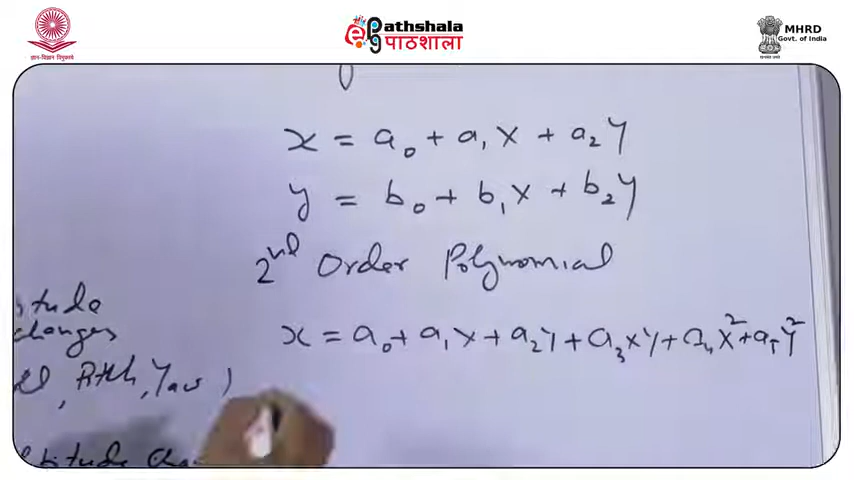 ePathshala
पाठशाला
MHRD
Govt. of India
x = a₀ + a₁X + a₂Y
y = b₀ + b₁X + b₂Y
2nd Order Polynomial
x = a₀ + a₁X + a₂Y + a₃XY + a₄X² + a₅Y²
changes
Pitch, Yaw)